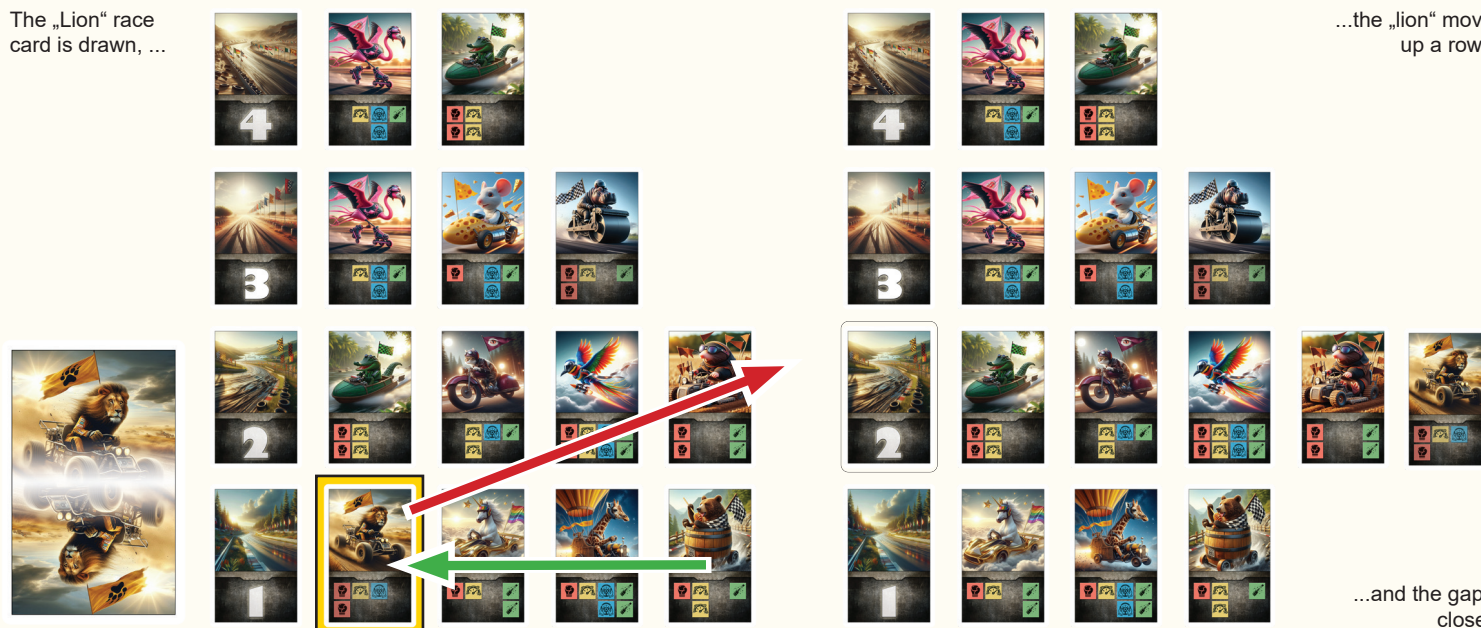 The „Lion“ race
card is drawn, ...
...the „lion“ mov
up a row
4
4
3
3
2
2
1
1
...and the gap
close